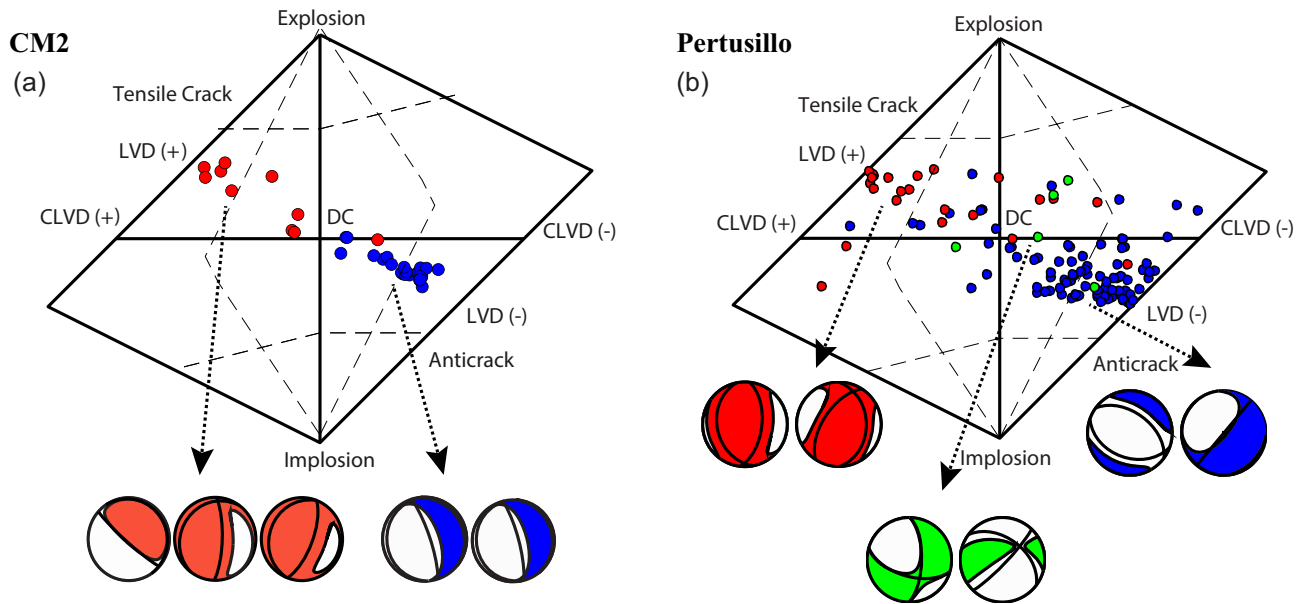 CM2
(a)
Explosion
Tensile Crack
LVD (+)
CLVD (+)
DC
CLVD (-)
LVD (-)
Anticrack
Implosion
Pertusillo
(b)
Explosion
Tensile Crack
LVD (+)
CLVD (+)
DC
CLVD (-)
LVD (-)
Anticrack
Implosion